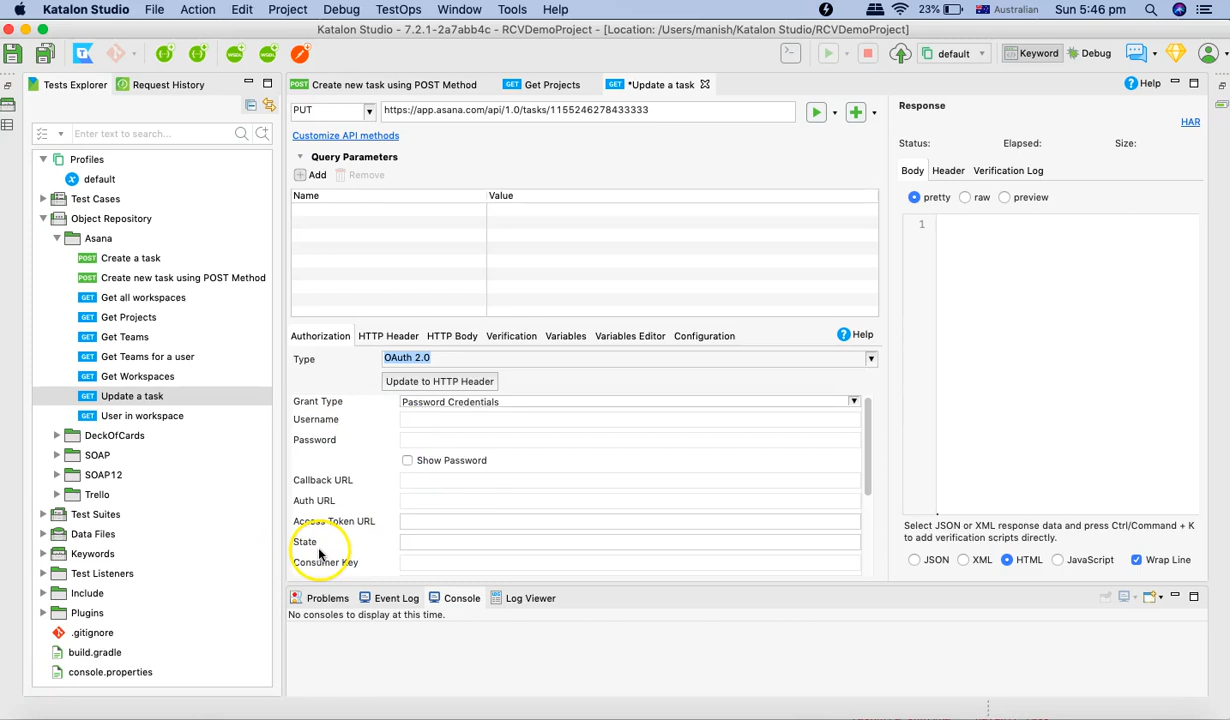 Katalon Studio File Action Edit Project Debug TestOps Window Tools Help 23% Australian Sun 5:46 pm
Katalon Studio - 7.2.1-2a7bb4c - RCVDemoProject - [Location: /Users/manish/Katalon Studio/RCVDemoProject]
default Keyword Debug
Tests Explorer Request History
POST Create new task using POST Method GET Get Projects GET *Update a task Help
Enter text to search...
PUT https://app.asana.com/api/1.0/tasks/1155246278433333
Customize API methods
Query Parameters
Add Remove
Name Value
Profiles
default
Test Cases
Object Repository
Asana
POST Create a task
POST Create new task using POST Method
GET Get all workspaces
GET Get Projects
GET Get Teams
GET Get Teams for a user
GET Get Workspaces
GET Update a task
GET User in workspace
DeckOfCards
SOAP
SOAP12
Trello
Test Suites
Data Files
Keywords
Test Listeners
Include
Plugins
.gitignore
build.gradle
console.properties
Authorization HTTP Header HTTP Body Verification Variables Variables Editor Configuration Help
Type OAuth 2.0
Update to HTTP Header
Grant Type Password Credentials
Username
Password
Show Password
Callback URL
Auth URL
Access Token URL
State
Consumer Key
Response
HAR
Status: Elapsed: Size:
Body Header Verification Log
pretty raw preview
1
Select JSON or XML response data and press Ctrl/Command + K
to add verification scripts directly.
JSON XML HTML JavaScript Wrap Line
Problems Event Log Console Log Viewer
No consoles to display at this time.